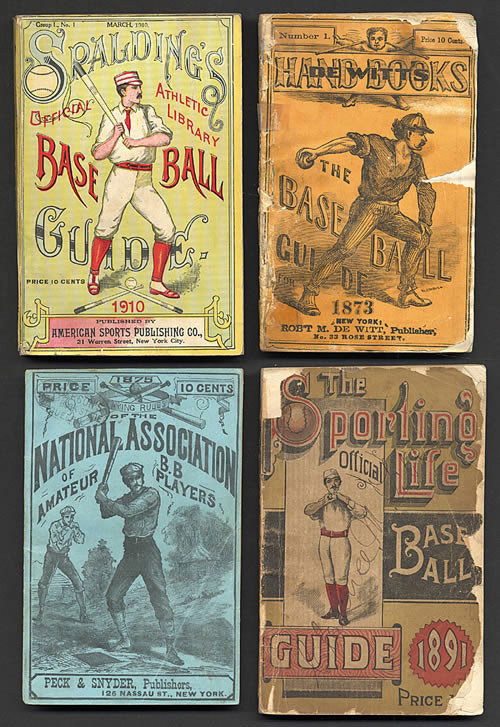 Group I., No. 1
MARCH, 1910.
SPALDING'S
OFFICIAL
ATHLETIC
LIBRARY
BASE BALL
GUIDE.
PRICE 10 CENTS
1910
PUBLISHED BY
AMERICAN SPORTS PUBLISHING CO.,
21 Warren Street, New York City.
Number 1.
Price 10 Cents
HAND-BOOKS
DE WITT'S
THE
BASE BALL
GUIDE
FOR
1873
NEW YORK:
ROBT M. DE WITT, Publisher,
No. 33 ROSE STREET.
PRICE
1875
10 CENTS
OF THE
NATIONAL ASSOCIATION
OF
AMATEUR
B.B.
PLAYERS
PECK & SNYDER, Publishers,
126 NASSAU ST., NEW YORK.
The
Sporting
Life
Official
BASE
BALL
GUIDE
1891
PRICE